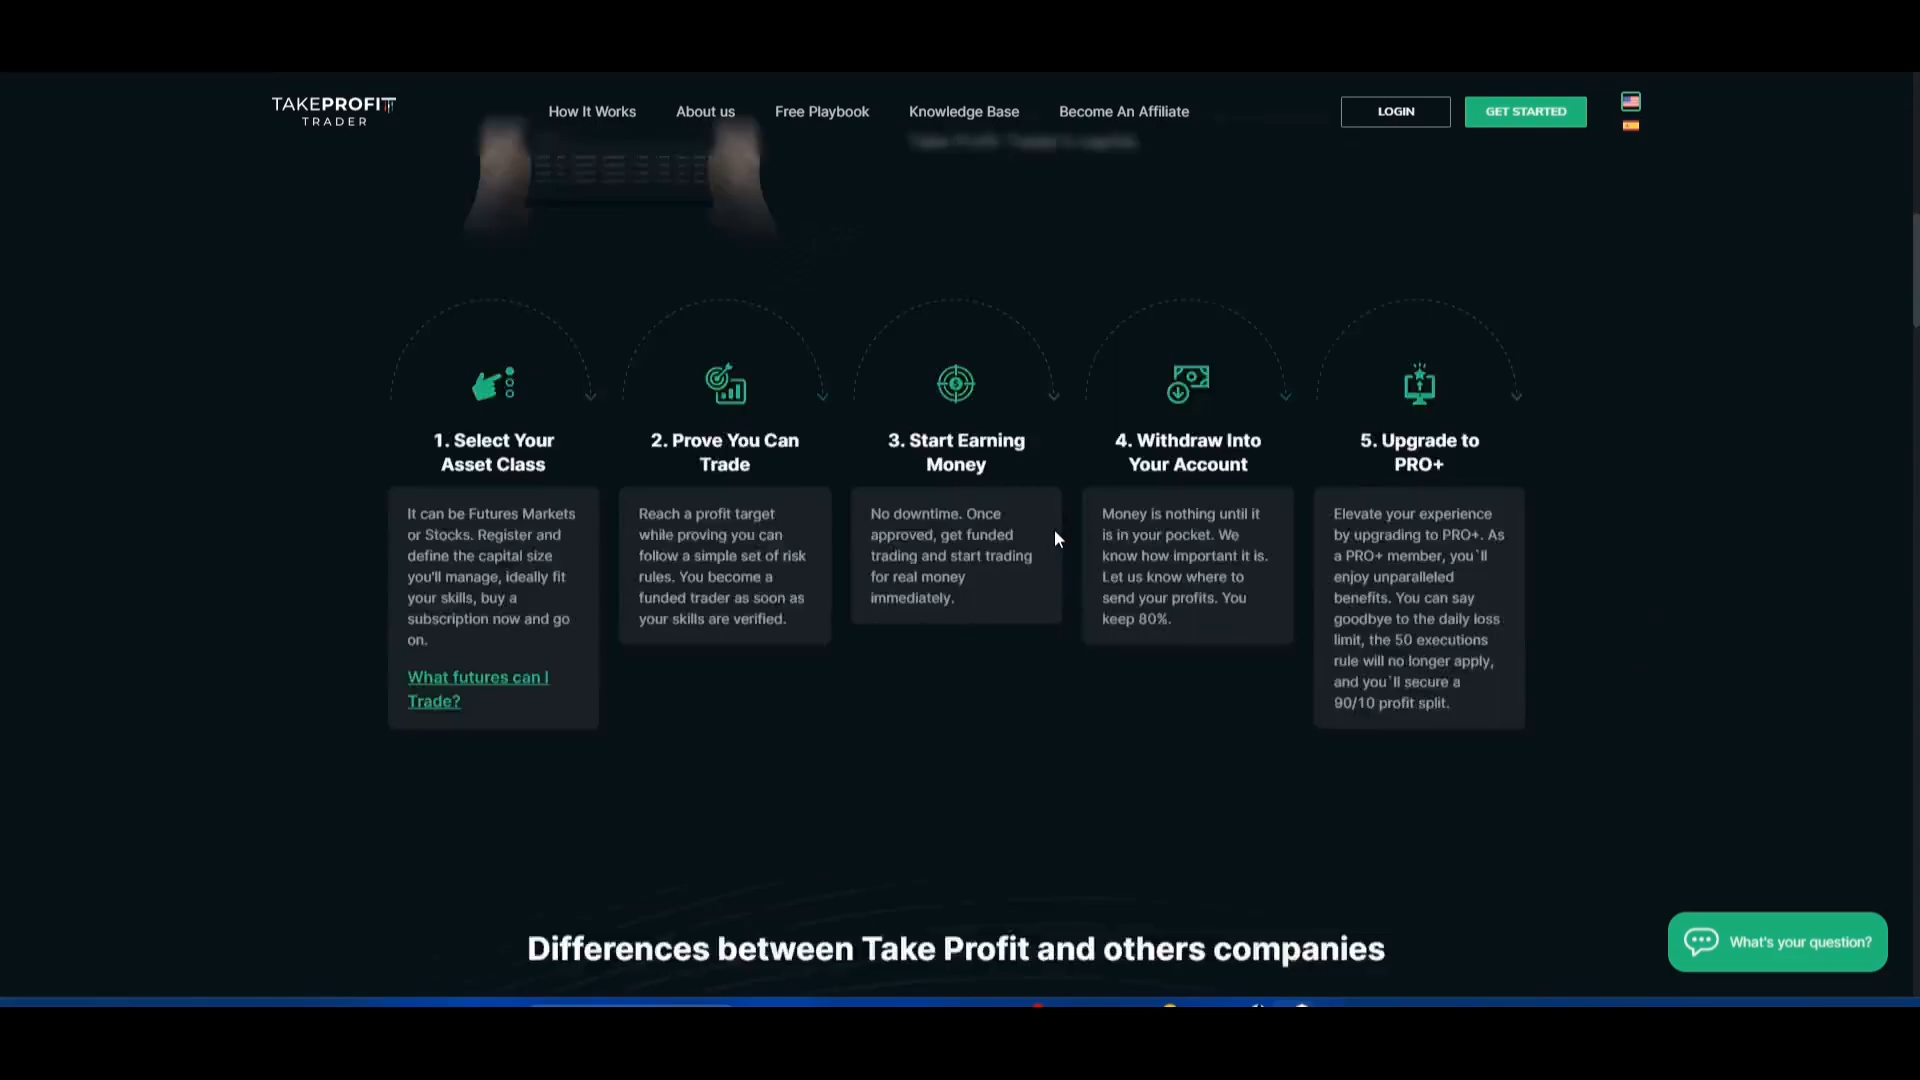 TAKEPROFIT
TRADER
How It Works
About us
Free Playbook
Knowledge Base
Become An Affiliate
LOGIN
GET STARTED
Take Profit Trader's capital.
1. Select Your
Asset Class
It can be Futures Markets
or Stocks. Register and
define the capital size
you'll manage, ideally fit
your skills, buy a
subscription now and go
on.
What futures can I
Trade?
2. Prove You Can
Trade
Reach a profit target
while proving you can
follow a simple set of risk
rules. You become a
funded trader as soon as
your skills are verified.
3. Start Earning
Money
No downtime. Once
approved, get funded
trading and start trading
for real money
immediately.
4. Withdraw Into
Your Account
Money is nothing until it
is in your pocket. We
know how important it is.
Let us know where to
send your profits. You
keep 80%.
5. Upgrade to
PRO+
Elevate your experience
by upgrading to PRO+. As
a PRO+ member, you`ll
enjoy unparalleled
benefits. You can say
goodbye to the daily loss
limit, the 50 executions
rule will no longer apply,
and you`ll secure a
90/10 profit split.
Differences between Take Profit and others companies
What's your question?